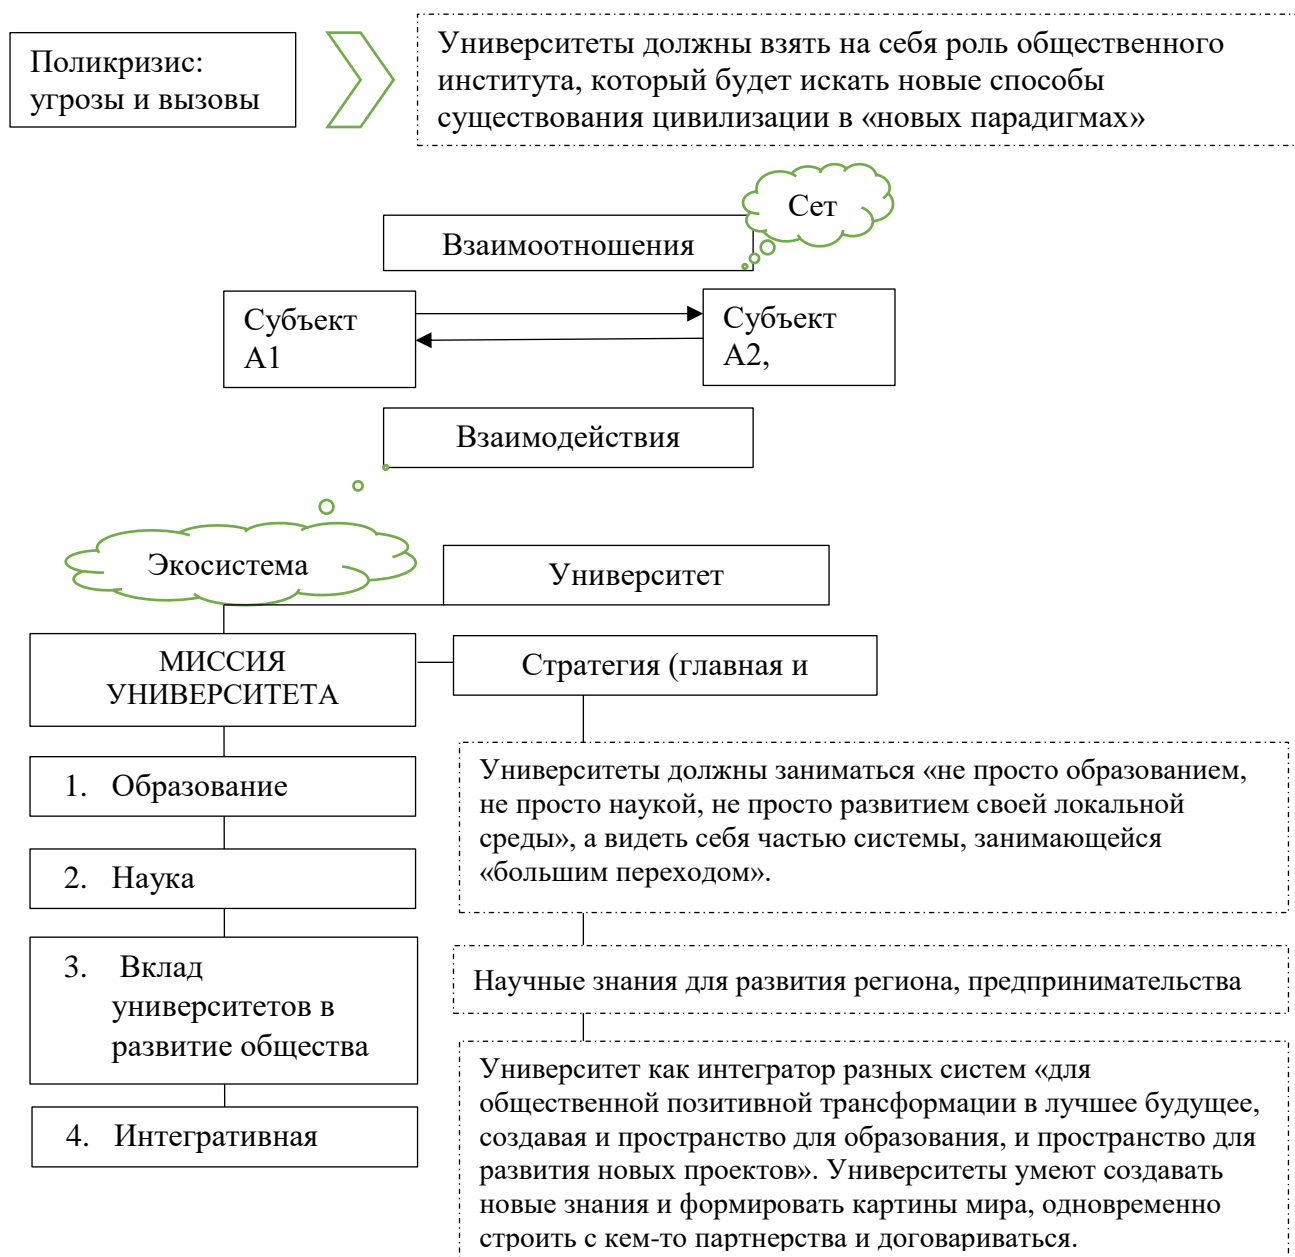 Поликризис:
угрозы и вызовы
Университеты должны взять на себя роль общественного
института, который будет искать новые способы
существования цивилизации в «новых парадигмах»
Сет
Взаимоотношения
Субъект
А1
Субъект
А2,
Взаимодействия
Экосистема
Университет
МИССИЯ
УНИВЕРСИТЕТА
Стратегия (главная и
1. Образование
2. Наука
3. Вклад
университетов в
развитие общества
4. Интегративная
Университеты должны заниматься «не просто образованием,
не просто наукой, не просто развитием своей локальной
среды», а видеть себя частью системы, занимающейся
«большим переходом».
Научные знания для развития региона, предпринимательства
Университет как интегратор разных систем «для
общественной позитивной трансформации в лучшее будущее,
создавая и пространство для образования, и пространство для
развития новых проектов». Университеты умеют создавать
новые знания и формировать картины мира, одновременно
строить с кем-то партнерства и договариваться.